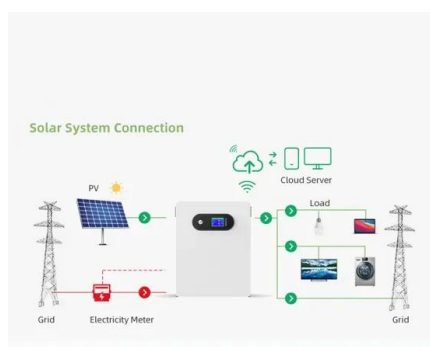 Solar System Connection
Cloud Server
PV
Load
Grid
Electricity Meter
Grid